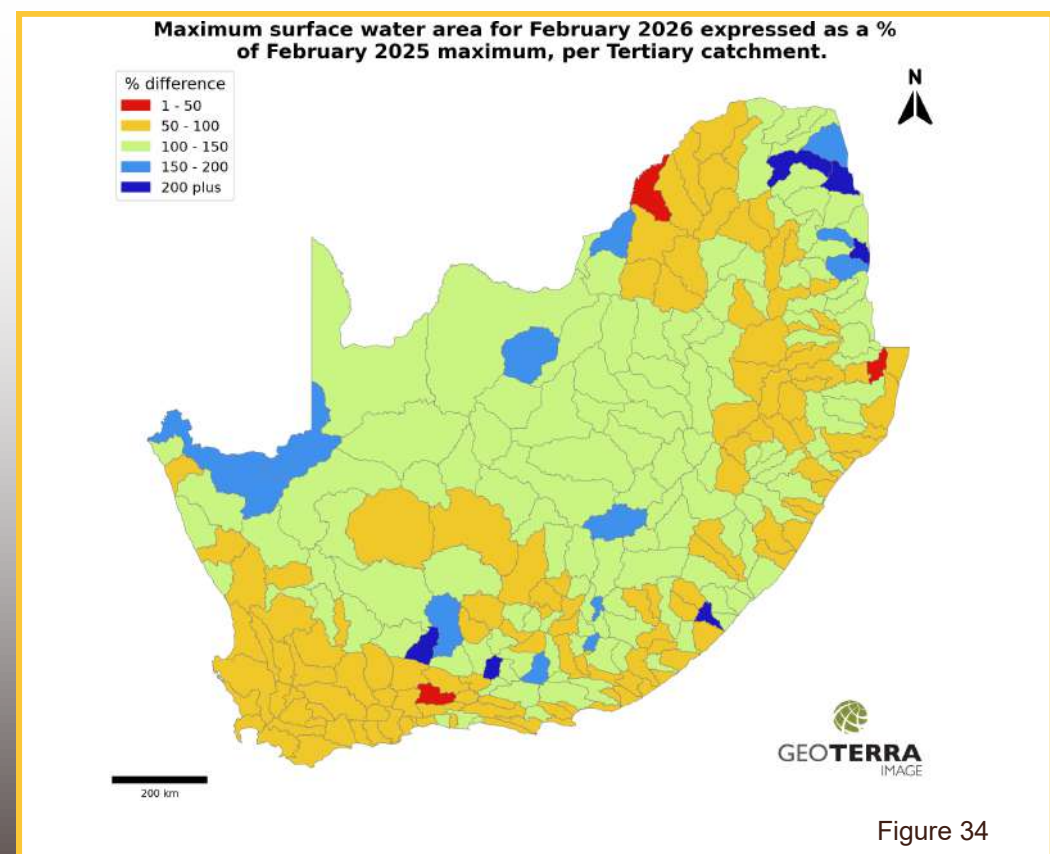 Maximum surface water area for February 2026 expressed as a %
of February 2025 maximum, per Tertiary catchment.
% difference
1 - 50
50 - 100
100 - 150
150 - 200
200 plus
N
GEOTERRA
IMAGE
200 km
Figure 34